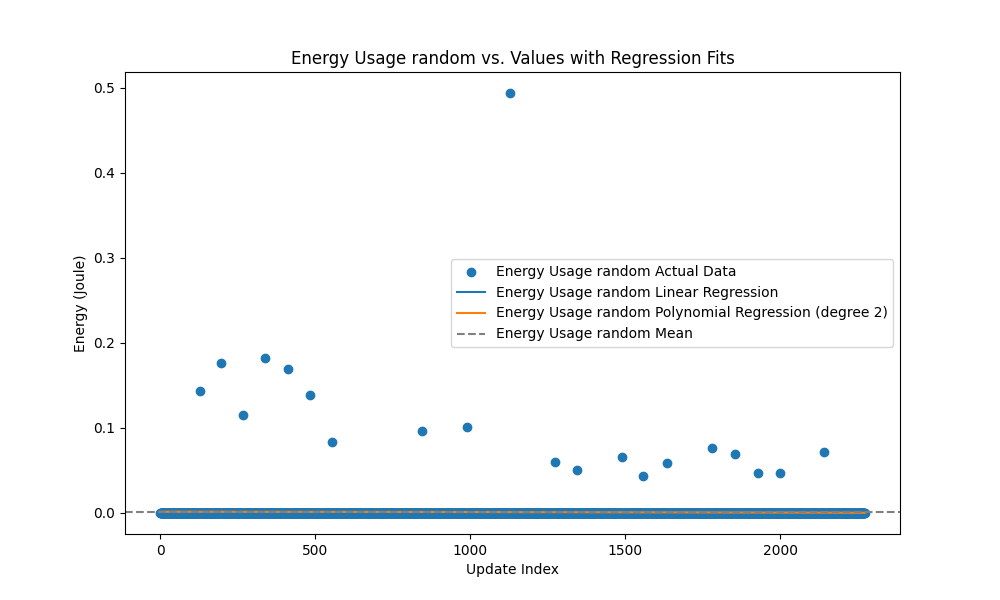 Energy Usage random vs. Values with Regression Fits
0.5
0.4
0.3
0.2
0.1
0.0
Energy (Joule)
Energy Usage random Actual Data
Energy Usage random Linear Regression
Energy Usage random Polynomial Regression (degree 2)
Energy Usage random Mean
0 500 1000 1500 2000
Update Index